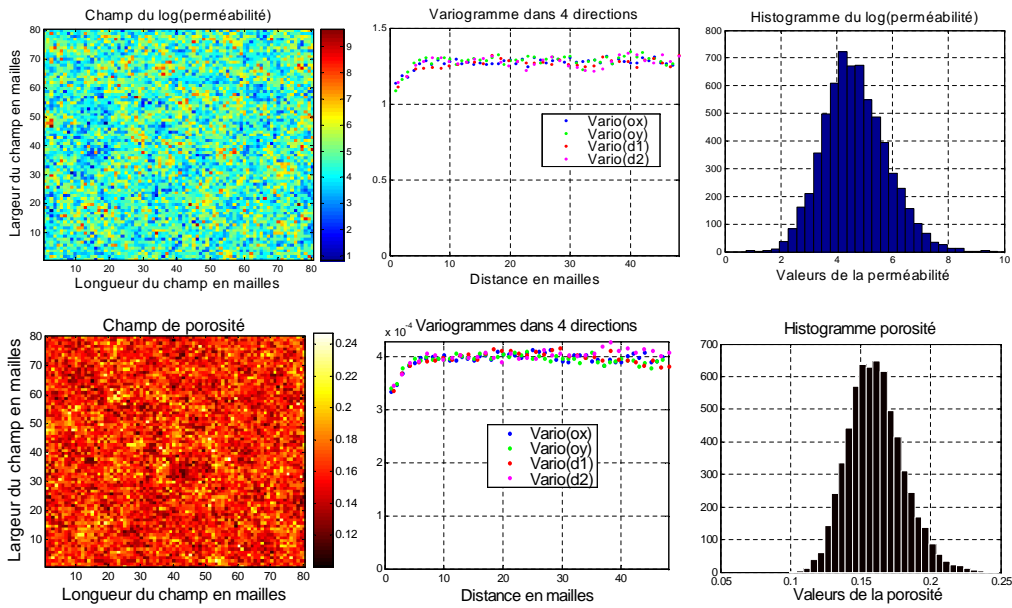 Champ du log(perméabilité)
Largeur du champ en mailles
80
70
60
50
40
30
20
10
10 20 30 40 50 60 70 80
Longueur du champ en mailles
9
8
7
6
5
4
3
2
1
Variogramme dans 4 directions
1.5
1
0.5
0
0 10 20 30 40
Distance en mailles
Vario(ox)
Vario(oy)
Vario(d1)
Vario(d2)
Histogramme du log(perméabilité)
800
700
600
500
400
300
200
100
0
0 2 4 6 8 10
Valeurs de la perméabilité
Champ de porosité
Largeur du champ en mailles
80
70
60
50
40
30
20
10
10 20 30 40 50 60 70 80
Longueur du champ en mailles
0.24
0.22
0.2
0.18
0.16
0.14
0.12
x 10-4
Variogrammes dans 4 directions
4
3
2
1
0
0 10 20 30 40
Distance en mailles
Vario(ox)
Vario(oy)
Vario(d1)
Vario(d2)
Histogramme porosité
700
600
500
400
300
200
100
0
0.05 0.1 0.15 0.2 0.25
Valeurs de la porosité